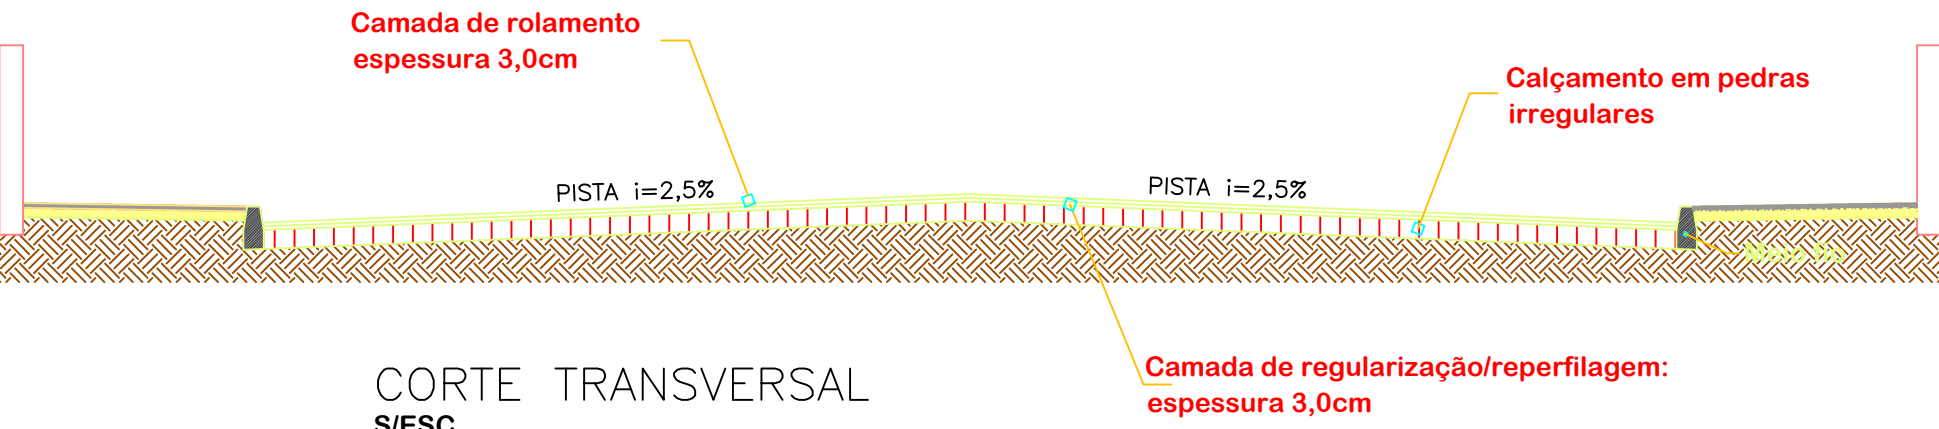 Camada de rolamento
espessura 3,0cm
Calçamento em pedras
irregulares
PISTA i=2,5%
PISTA i=2,5%
Meio fio
Camada de regularização/reperfilagem:
espessura 3,0cm
CORTE TRANSVERSAL
S/ESC